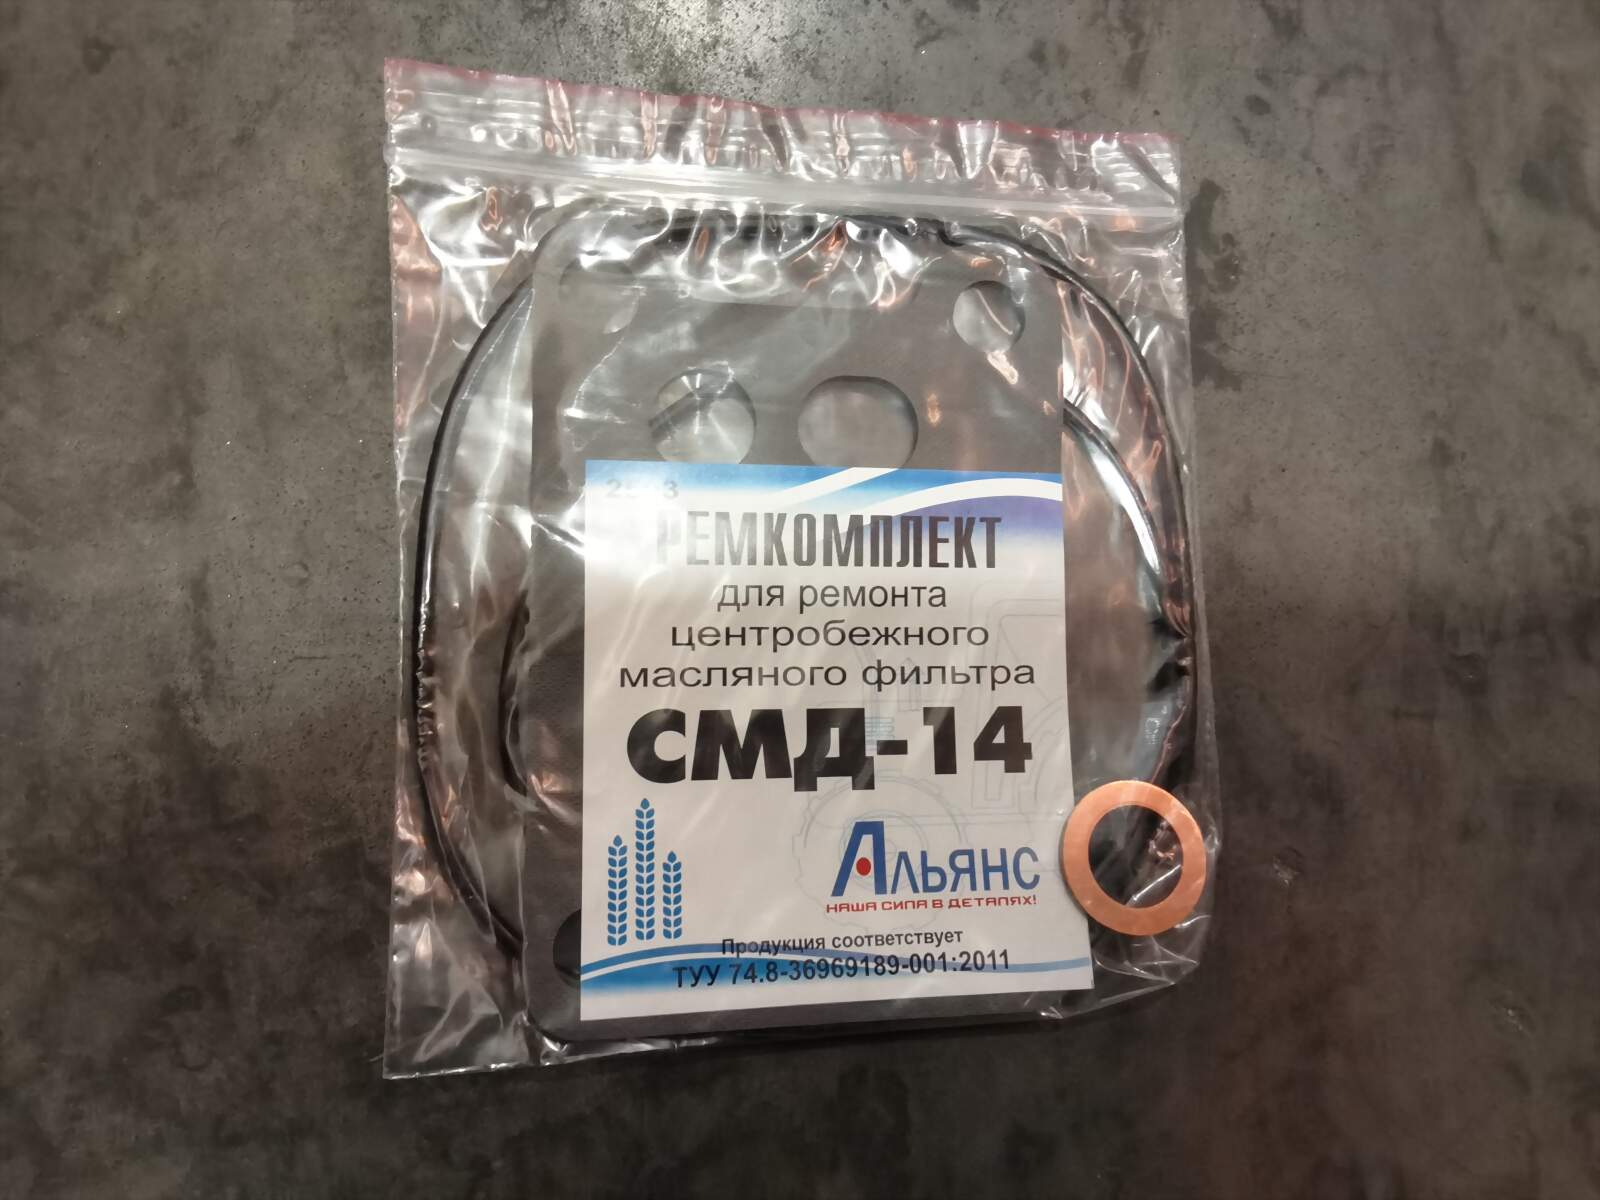 РЕМКОМПЛЕКТ
для ремонта
центробежного
масляного фильтра
СМД-14
Альянс
НАША СИЛА В ДЕТАЛЯХ!
Продукция соответствует
ТУУ 74.8-36969189-001:2011